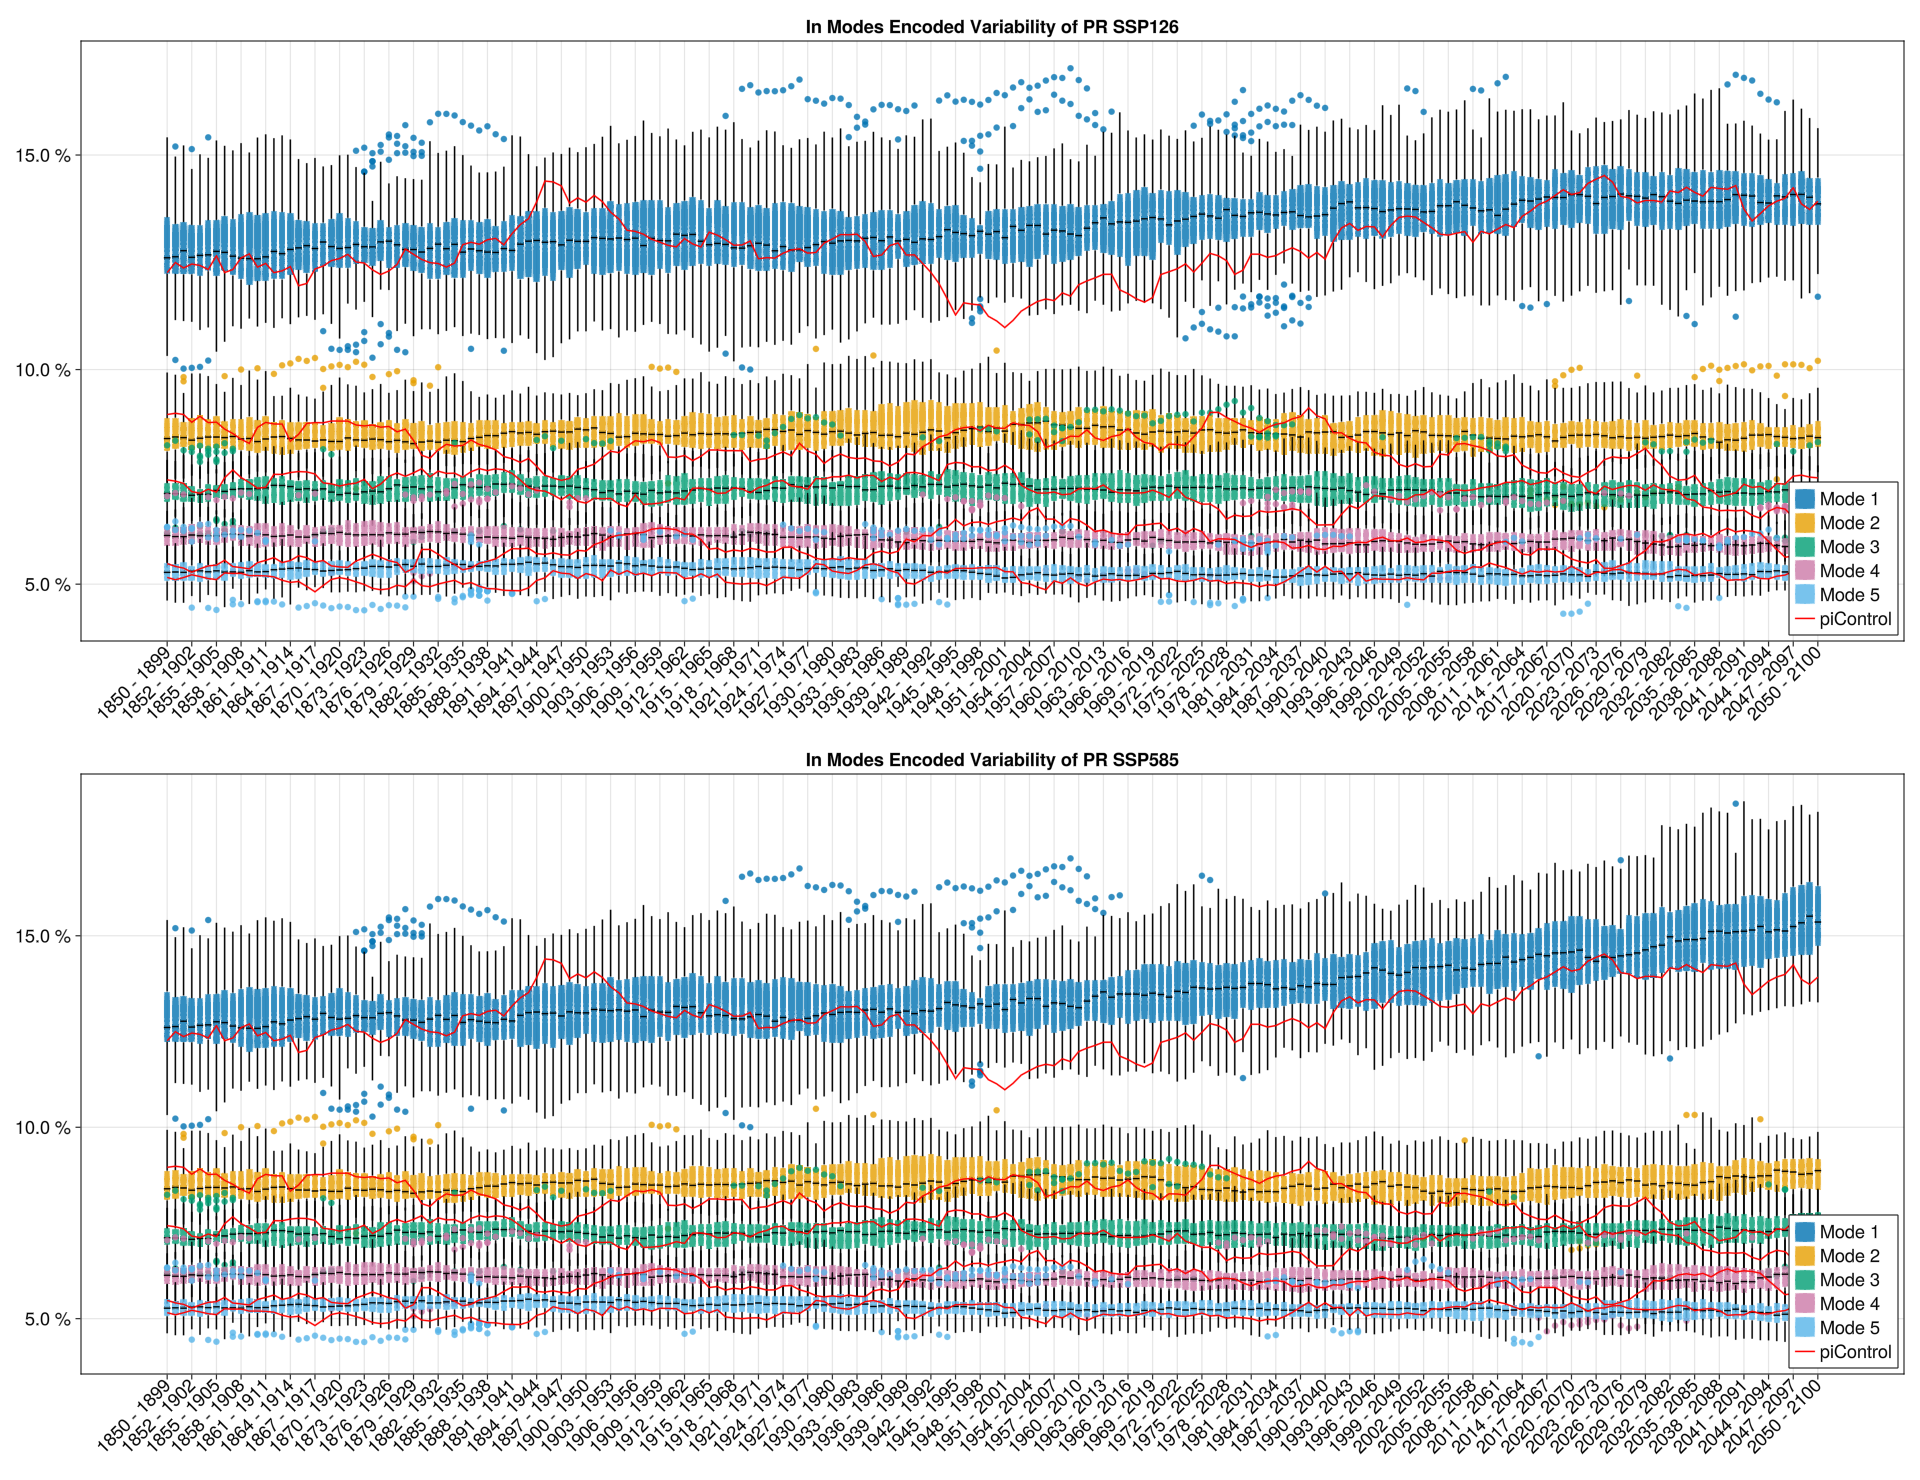 In Modes Encoded Variability of PR SSP126
15.0 %
10.0 %
5.0 %
Mode 1
Mode 2
Mode 3
Mode 4
Mode 5
piControl
1850 - 1899
1852 - 1902
1855 - 1905
1858 - 1908
1861 - 1911
1864 - 1914
1867 - 1917
1870 - 1920
1873 - 1923
1876 - 1926
1879 - 1929
1882 - 1932
1885 - 1935
1888 - 1938
1891 - 1941
1894 - 1944
1897 - 1947
1900 - 1950
1903 - 1953
1906 - 1956
1909 - 1959
1912 - 1962
1915 - 1965
1918 - 1968
1921 - 1971
1924 - 1974
1927 - 1977
1930 - 1980
1933 - 1983
1936 - 1986
1939 - 1989
1942 - 1992
1945 - 1995
1948 - 1998
1951 - 2001
1954 - 2004
1957 - 2007
1960 - 2010
1963 - 2013
1966 - 2016
1969 - 2019
1972 - 2022
1975 - 2025
1978 - 2028
1981 - 2031
1984 - 2034
1987 - 2037
1990 - 2040
1993 - 2043
1996 - 2046
1999 - 2049
2002 - 2052
2005 - 2055
2008 - 2058
2011 - 2061
2014 - 2064
2017 - 2067
2020 - 2070
2023 - 2073
2026 - 2076
2029 - 2079
2032 - 2082
2035 - 2085
2038 - 2088
2041 - 2091
2044 - 2094
2047 - 2097
2050 - 2100
In Modes Encoded Variability of PR SSP585
15.0 %
10.0 %
5.0 %
Mode 1
Mode 2
Mode 3
Mode 4
Mode 5
piControl
1850 - 1899
1852 - 1902
1855 - 1905
1858 - 1908
1861 - 1911
1864 - 1914
1867 - 1917
1870 - 1920
1873 - 1923
1876 - 1926
1879 - 1929
1882 - 1932
1885 - 1935
1888 - 1938
1891 - 1941
1894 - 1944
1897 - 1947
1900 - 1950
1903 - 1953
1906 - 1956
1909 - 1959
1912 - 1962
1915 - 1965
1918 - 1968
1921 - 1971
1924 - 1974
1927 - 1977
1930 - 1980
1933 - 1983
1936 - 1986
1939 - 1989
1942 - 1992
1945 - 1995
1948 - 1998
1951 - 2001
1954 - 2004
1957 - 2007
1960 - 2010
1963 - 2013
1966 - 2016
1969 - 2019
1972 - 2022
1975 - 2025
1978 - 2028
1981 - 2031
1984 - 2034
1987 - 2037
1990 - 2040
1993 - 2043
1996 - 2046
1999 - 2049
2002 - 2052
2005 - 2055
2008 - 2058
2011 - 2061
2014 - 2064
2017 - 2067
2020 - 2070
2023 - 2073
2026 - 2076
2029 - 2079
2032 - 2082
2035 - 2085
2038 - 2088
2041 - 2091
2044 - 2094
2047 - 2097
2050 - 2100